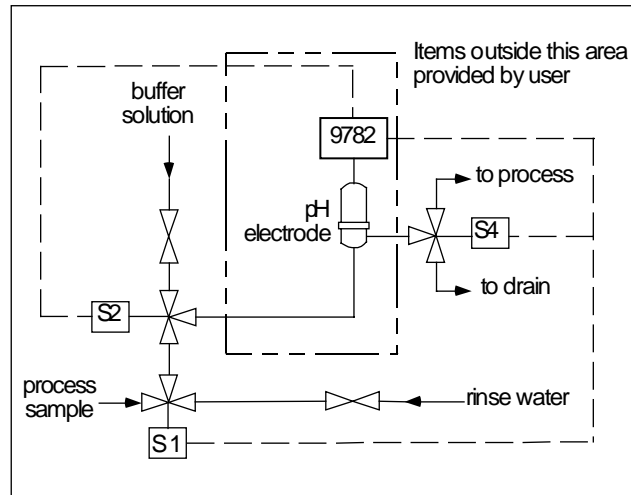 Items outside this area
provided by user
buffer
solution
9782
to process
pH
electrode
S4
to drain
S2
process
sample
rinse water
S1